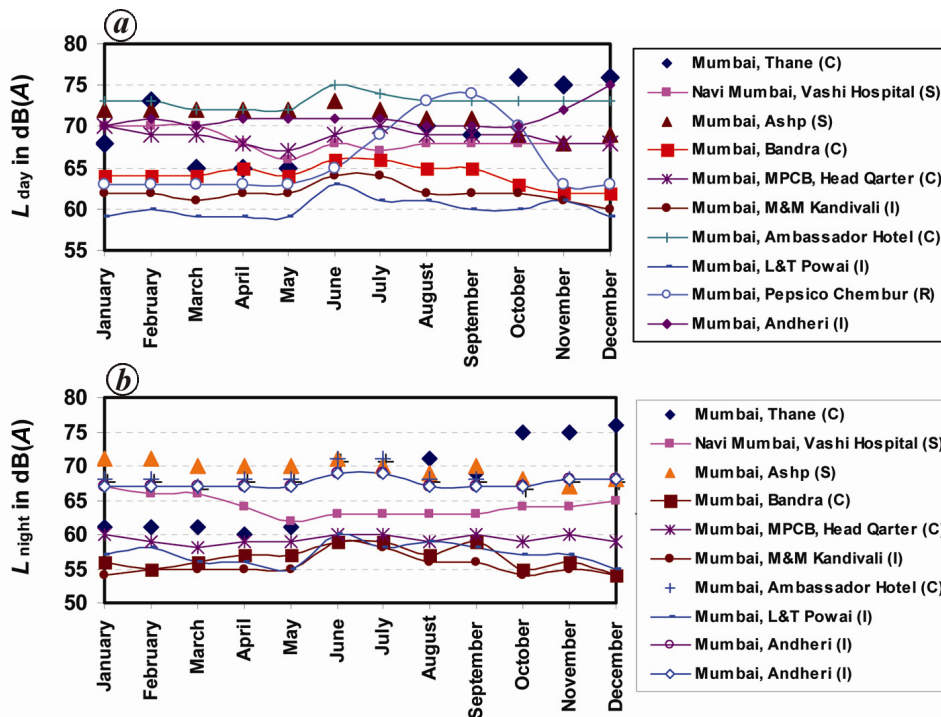 a
L day in dB(A)
80
75
70
65
60
55
January
February
March
April
May
June
July
August
September
October
November
December
Mumbai, Thane (C)
Navi Mumbai, Vashi Hospital (S)
Mumbai, Ashp (S)
Mumbai, Bandra (C)
Mumbai, MPCB, Head Qarter (C)
Mumbai, M&M Kandivali (I)
Mumbai, Ambassador Hotel (C)
Mumbai, L&T Powai (I)
Mumbai, Pepsico Chembur (R)
Mumbai, Andheri (I)
b
L night in dB(A)
80
75
70
65
60
55
50
January
February
March
April
May
June
July
August
September
October
November
December
Mumbai, Thane (C)
Navi Mumbai, Vashi Hospital (S)
Mumbai, Ashp (S)
Mumbai, Bandra (C)
Mumbai, MPCB, Head Qarter (C)
Mumbai, M&M Kandivali (I)
Mumbai, Ambassador Hotel (C)
Mumbai, L&T Powai (I)
Mumbai, Andheri (I)
Mumbai, Andheri (I)